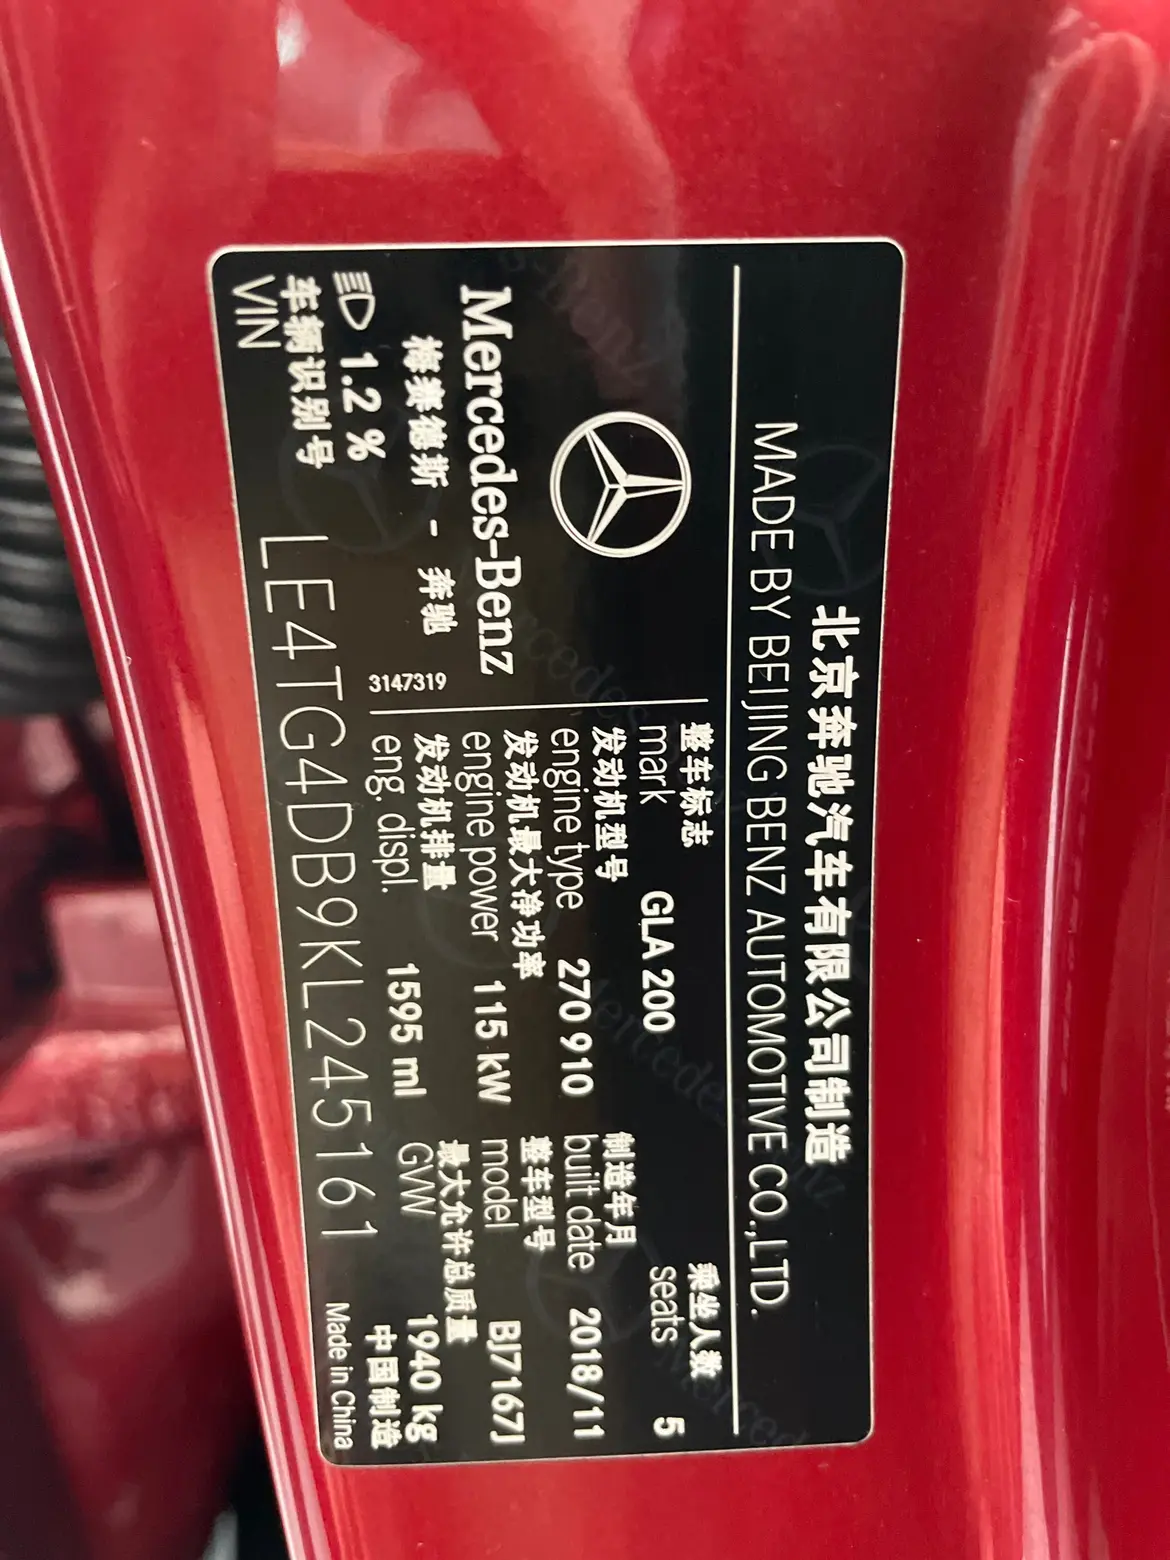 北京奔驰汽车有限公司制造
MADE BY BEIJING BENZ AUTOMOTIVE CO.,LTD.
Mercedes-Benz
梅赛德斯 - 奔驰
1.2 %
3147319
整车标志
mark GLA 200
乘坐人数
seats 5
发动机型号
engine type 270 910
制造年月
built date 2018/11
发动机最大净功率
engine power 115 kW
整车型号
model BJ7167J
发动机排量
eng. displ. 1595 ml
最大允许总质量
GVW 1940 kg
车辆识别号
VIN LE4TG4DB9KL245161
中国制造
Made in China